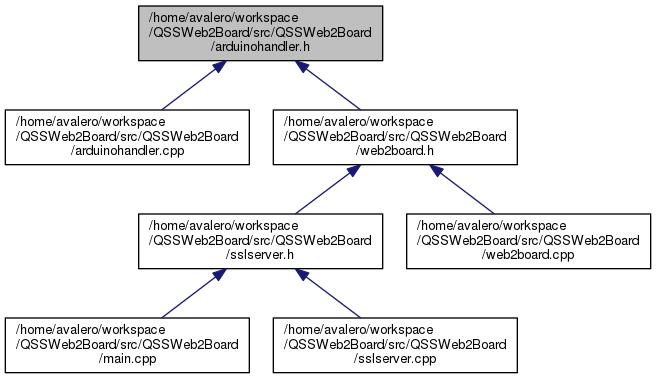 /home/avalero/workspace
/QSSWeb2Board/src/QSSWeb2Board
/arduinohandler.h
/home/avalero/workspace
/QSSWeb2Board/src/QSSWeb2Board
/arduinohandler.cpp
/home/avalero/workspace
/QSSWeb2Board/src/QSSWeb2Board
/web2board.h
/home/avalero/workspace
/QSSWeb2Board/src/QSSWeb2Board
/sslserver.h
/home/avalero/workspace
/QSSWeb2Board/src/QSSWeb2Board
/web2board.cpp
/home/avalero/workspace
/QSSWeb2Board/src/QSSWeb2Board
/main.cpp
/home/avalero/workspace
/QSSWeb2Board/src/QSSWeb2Board
/sslserver.cpp